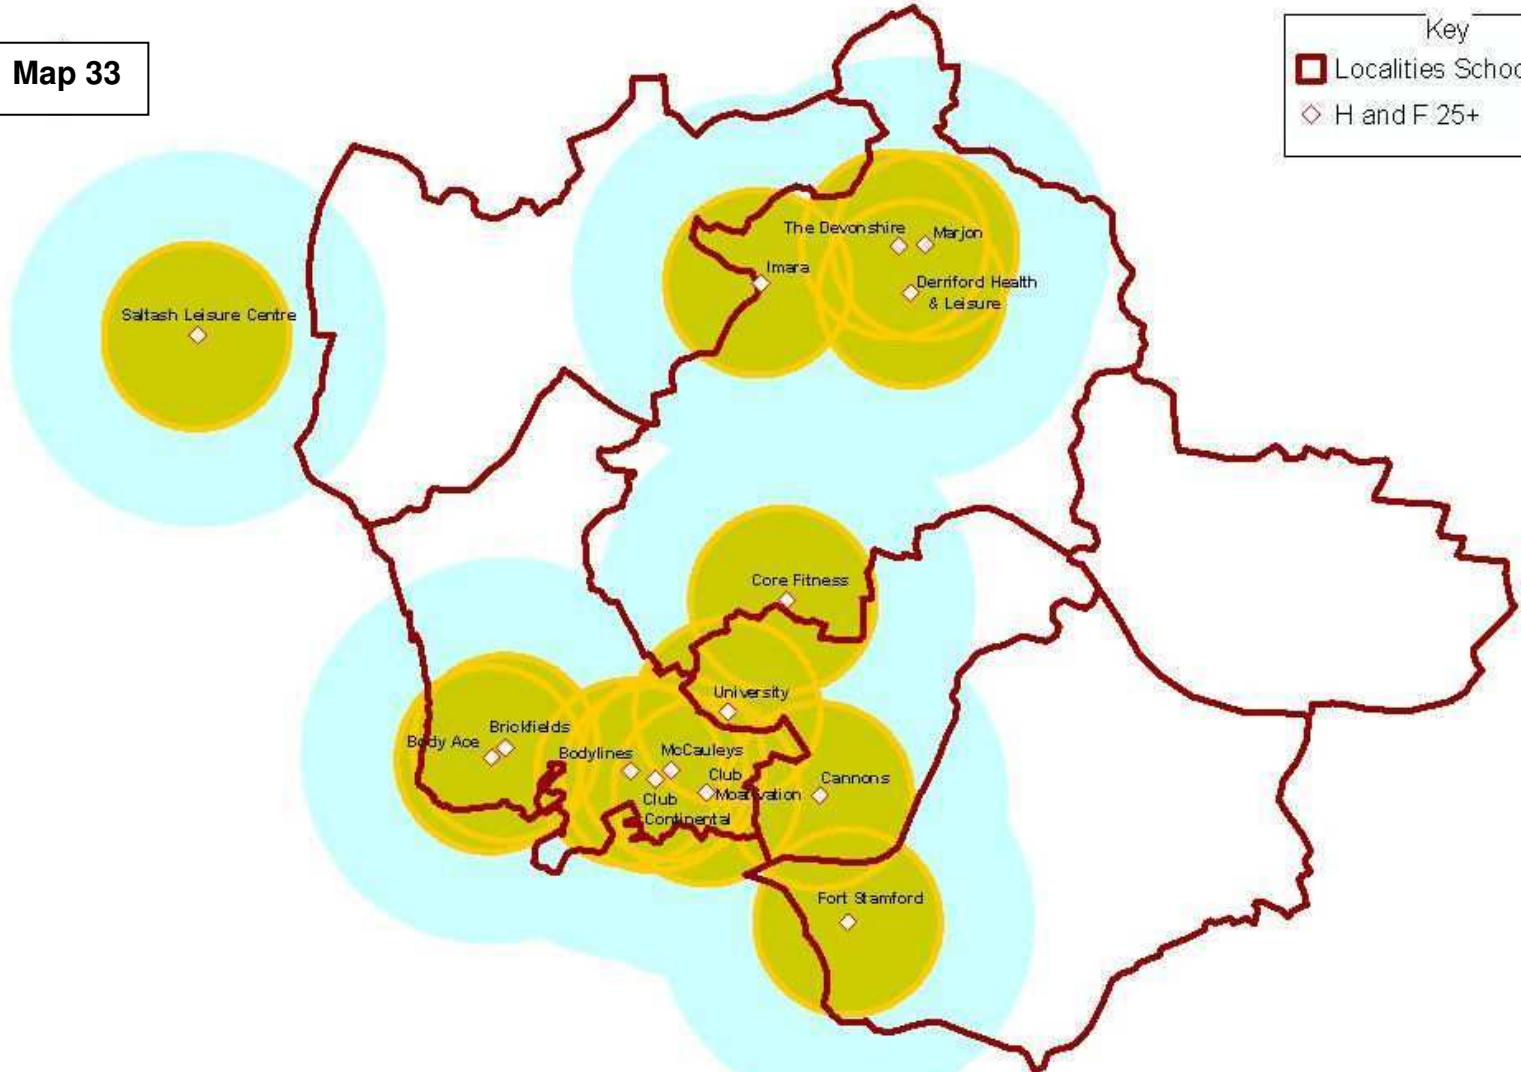 Map 33
Key
Localities Schoo
H and F 25+
The Devonshire
Marjon
Imara
Derriford Health
& Leisure
Saltash Leisure Centre
Core Fitness
University
Brickfields
Body Ace
Bodylines
McCauleys
Club
Cannons
Club
Continental
Fort Stamford